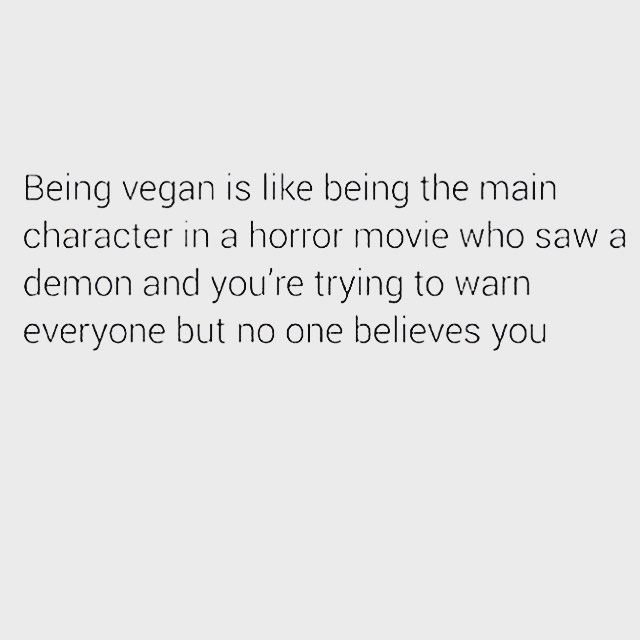 Being vegan is like being the main
character in a horror movie who saw a
demon and you're trying to warn
everyone but no one believes you